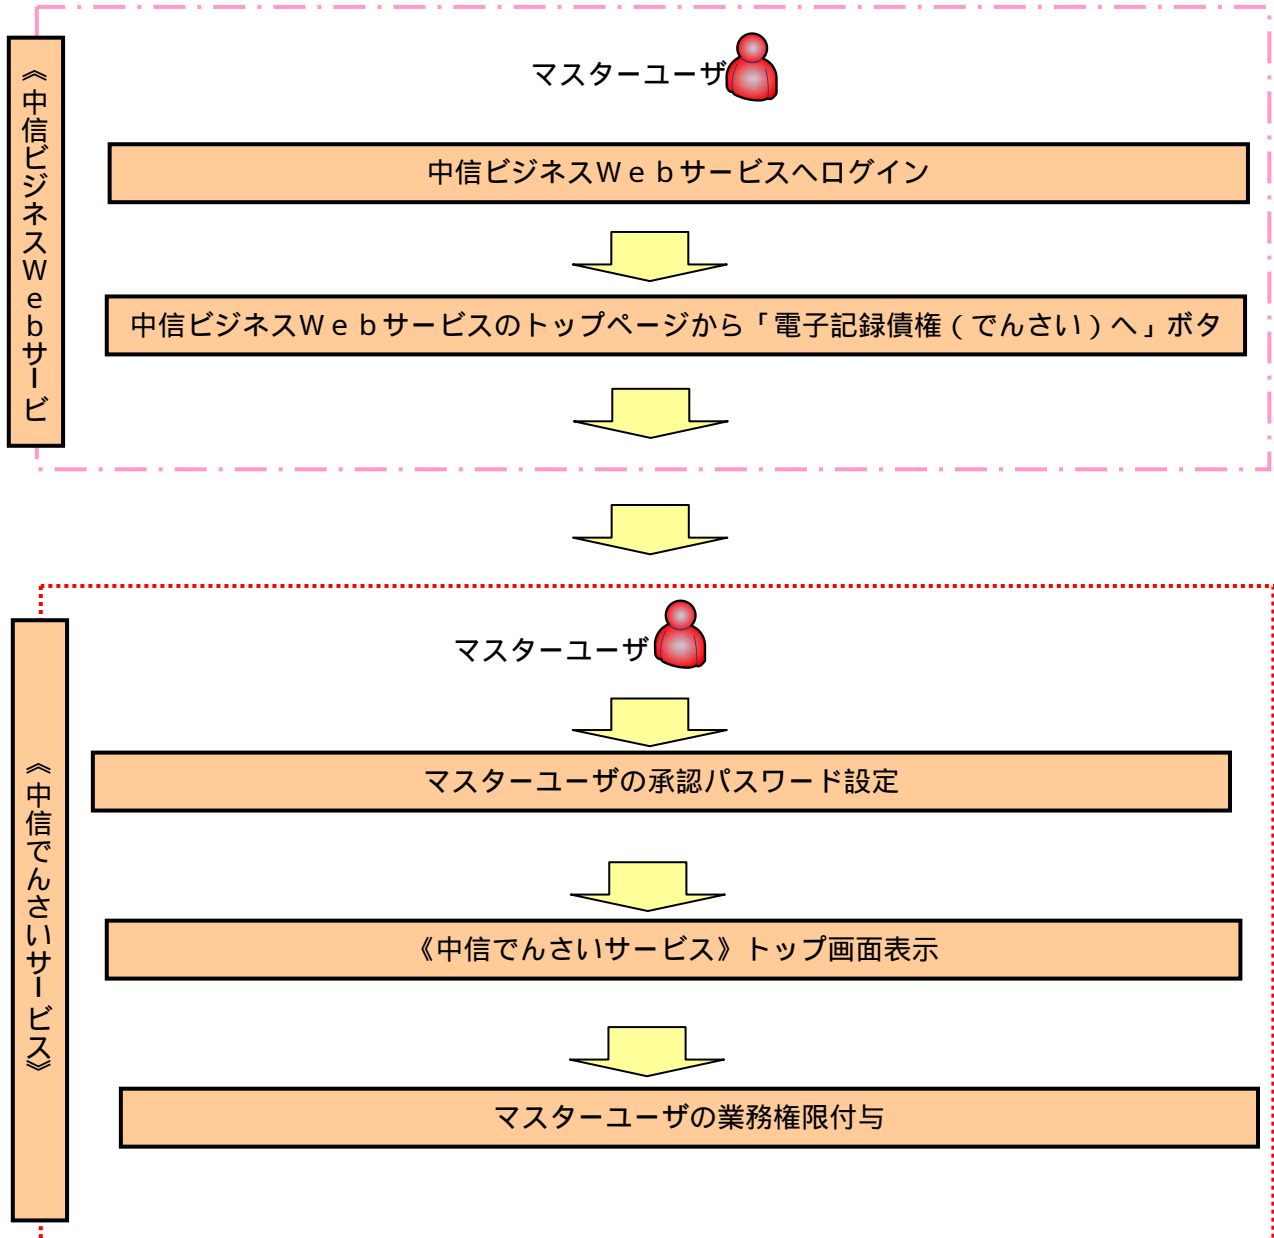 《中信ビジネスＷｅｂサービ
マスターユーザ
中信ビジネスＷｅｂサービスへログイン
中信ビジネスＷｅｂサービスのトップページから「電子記録債権（でんさい）へ」ボタ
《中信でんさいサービス》
マスターユーザ
マスターユーザの承認パスワード設定
《中信でんさいサービス》トップ画面表示
マスターユーザの業務権限付与